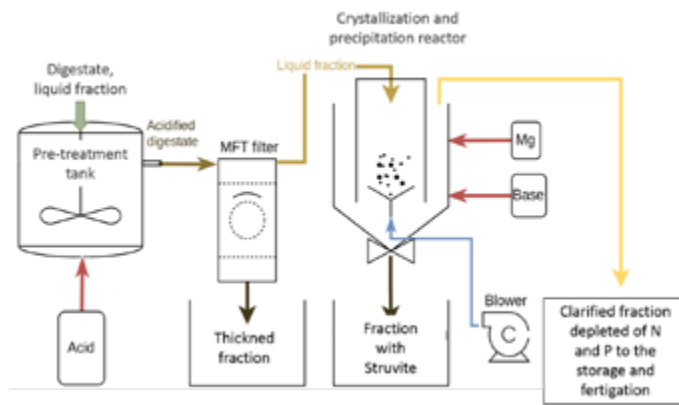 Crystallization and
precipitation reactor
Digestate,
liquid fraction
Liquid fraction
Acidified
digestate
MFT filter
Pre-treatment
tank
Mg
Base
Acid
Thickned
fraction
Fraction
with
Struvite
Blower
C
Clarified fraction
depleted of N
and P to the
storage and
fertigation